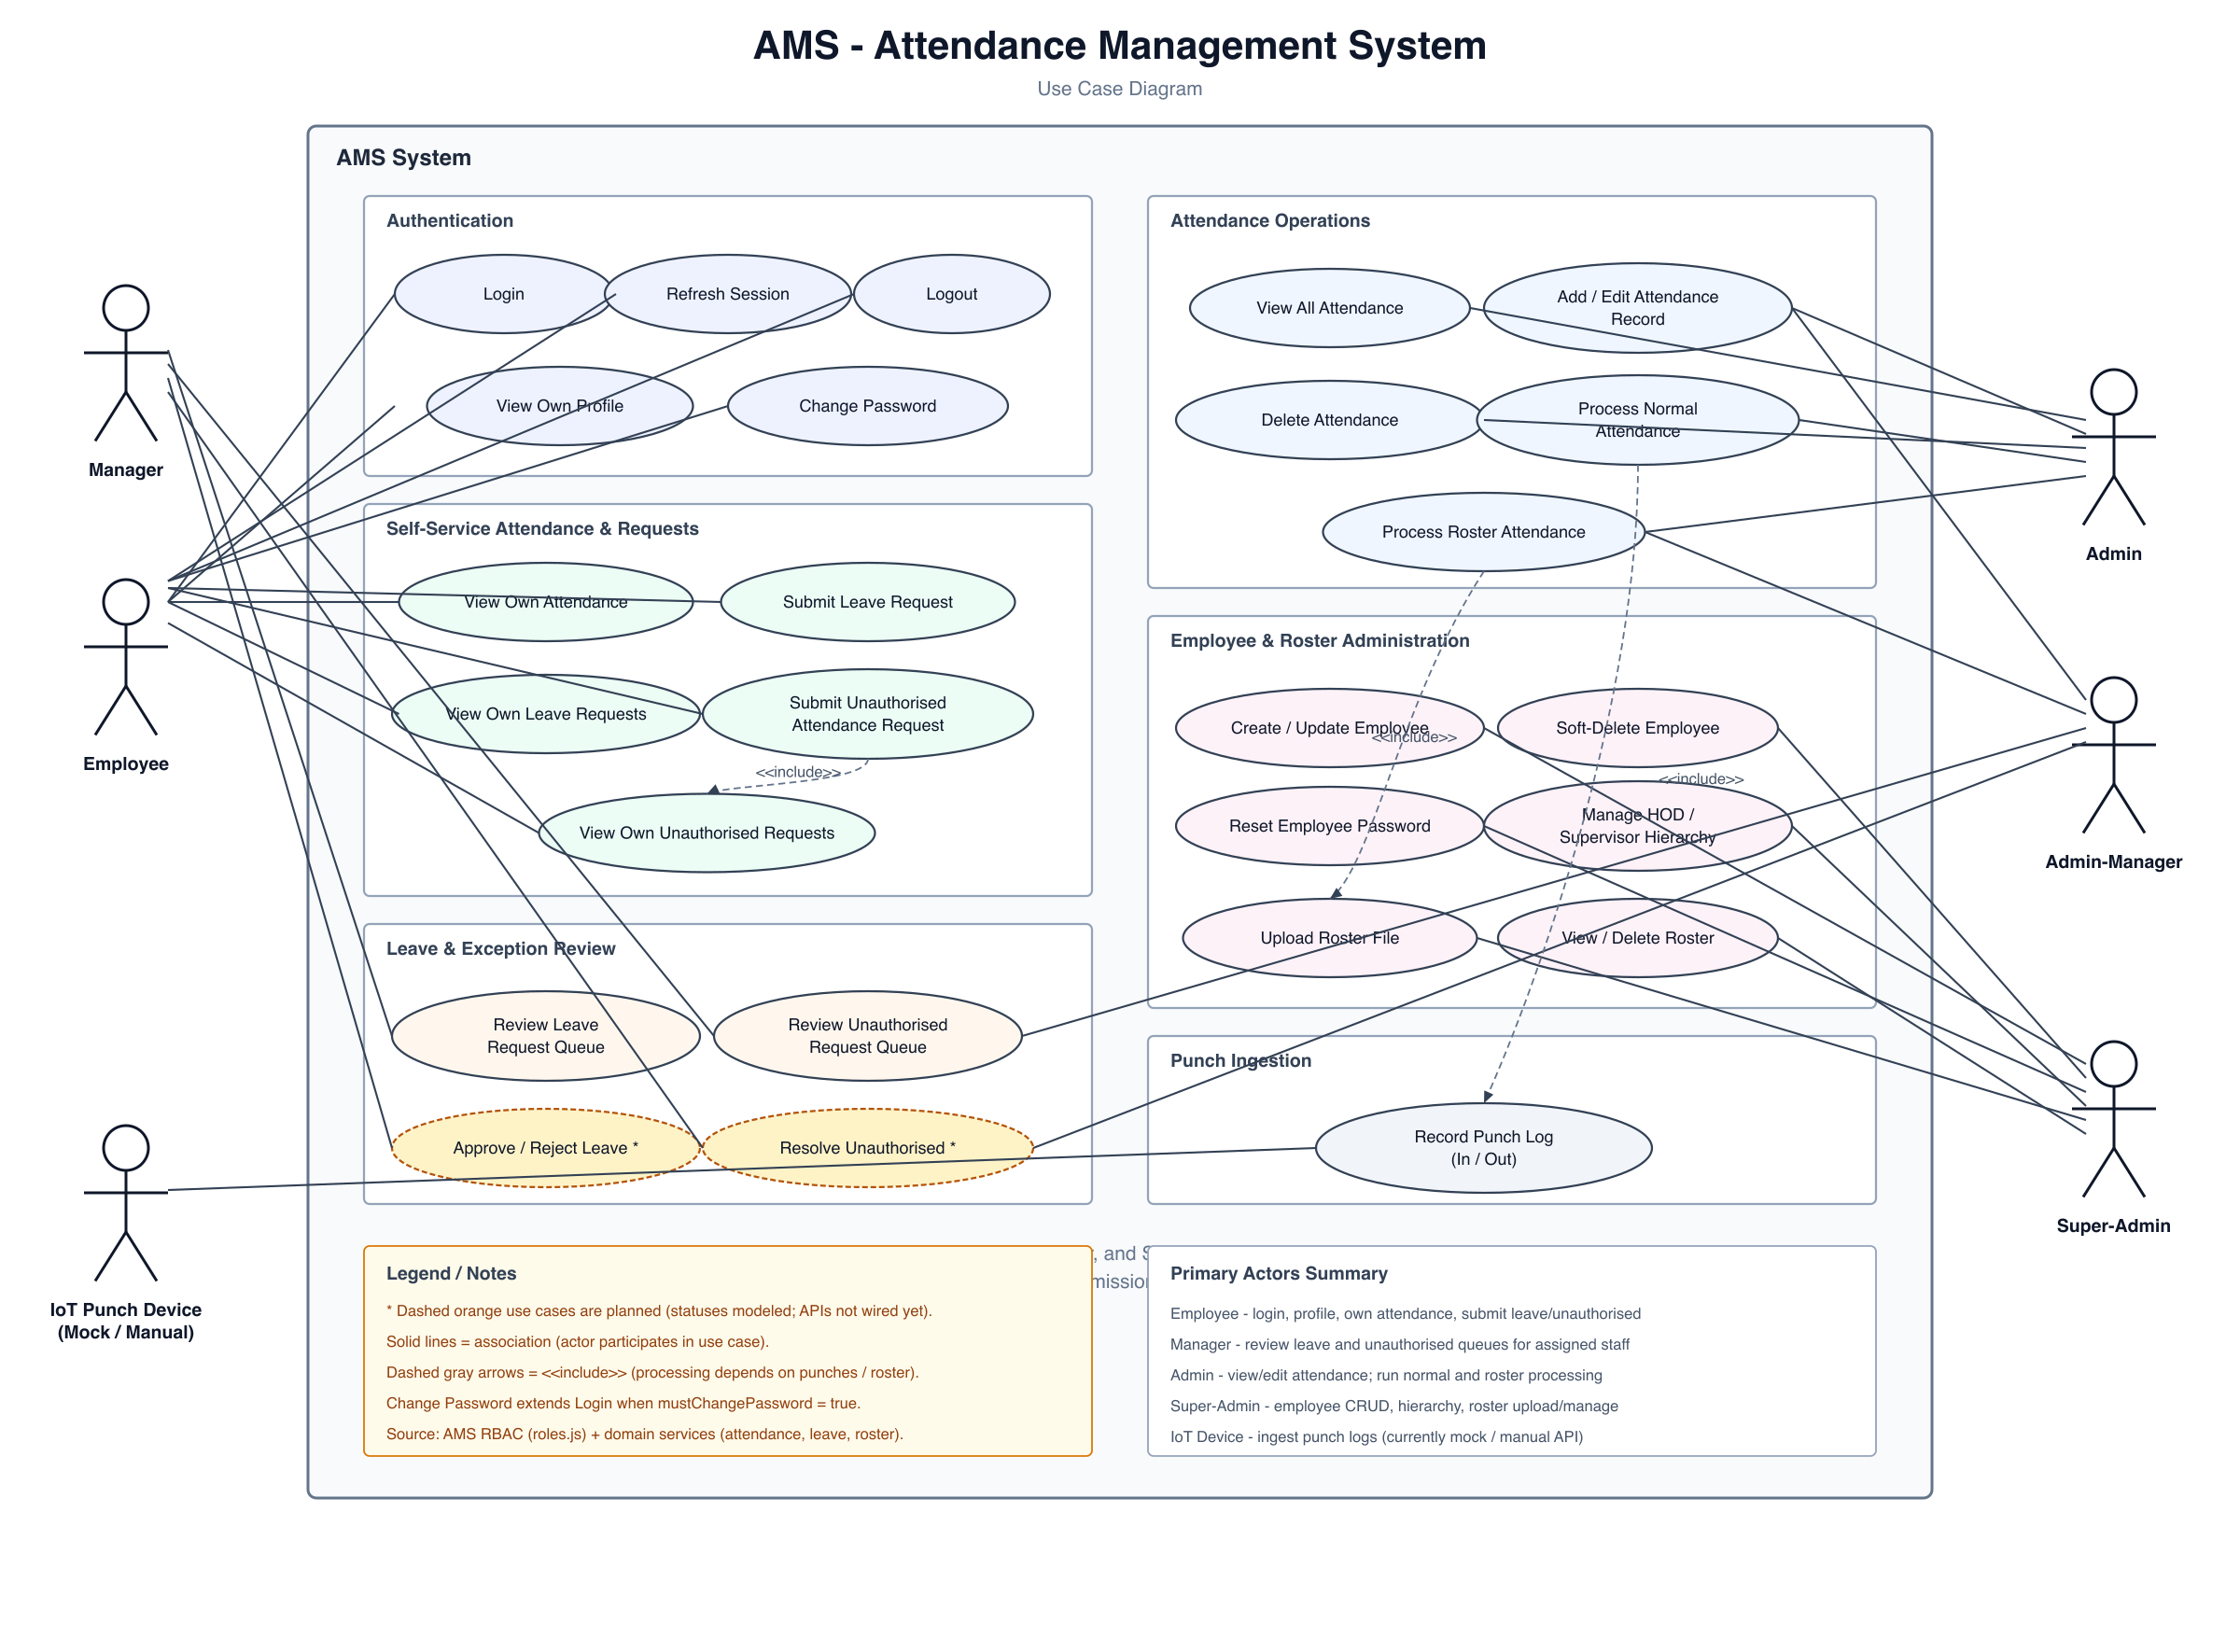 AMS - Attendance Management System
Use Case Diagram
AMS System
Authentication
Login
Refresh Session
Logout
View Own Profile
Change Password
Self-Service Attendance & Requests
View Own Attendance
Submit Leave Request
View Own Leave Requests
Submit Unauthorised
Attendance Request
<<include>>
View Own Unauthorised Requests
Leave & Exception Review
Review Leave
Request Queue
Review Unauthorised
Request Queue
Approve / Reject Leave *
Resolve Unauthorised *
Attendance Operations
View All Attendance
Add / Edit Attendance
Record
Delete Attendance
Process Normal
Attendance
Process Roster Attendance
Employee & Roster Administration
Create / Update Employee
<<include>>
Soft-Delete Employee
<<include>>
Reset Employee Password
Manage HOD /
Supervisor Hierarchy
Upload Roster File
View / Delete Roster
Punch Ingestion
Record Punch Log
(In / Out)
Manager
Employee
IoT Punch Device
(Mock / Manual)
Admin
Admin-Manager
Super-Admin
, and
Legend / Notes
* Dashed orange use cases are planned (statuses modeled; APIs not wired yet).
Solid lines = association (actor participates in use case).
Dashed gray arrows = <<include>> (processing depends on punches / roster).
Change Password extends Login when mustChangePassword = true.
Source: AMS RBAC (roles.js) + domain services (attendance, leave, roster).
Primary Actors Summary
Employee - login, profile, own attendance, submit leave/unauthorised
Manager - review leave and unauthorised queues for assigned staff
Admin - view/edit attendance; run normal and roster processing
Super-Admin - employee CRUD, hierarchy, roster upload/manage
IoT Device - ingest punch logs (currently mock / manual API)